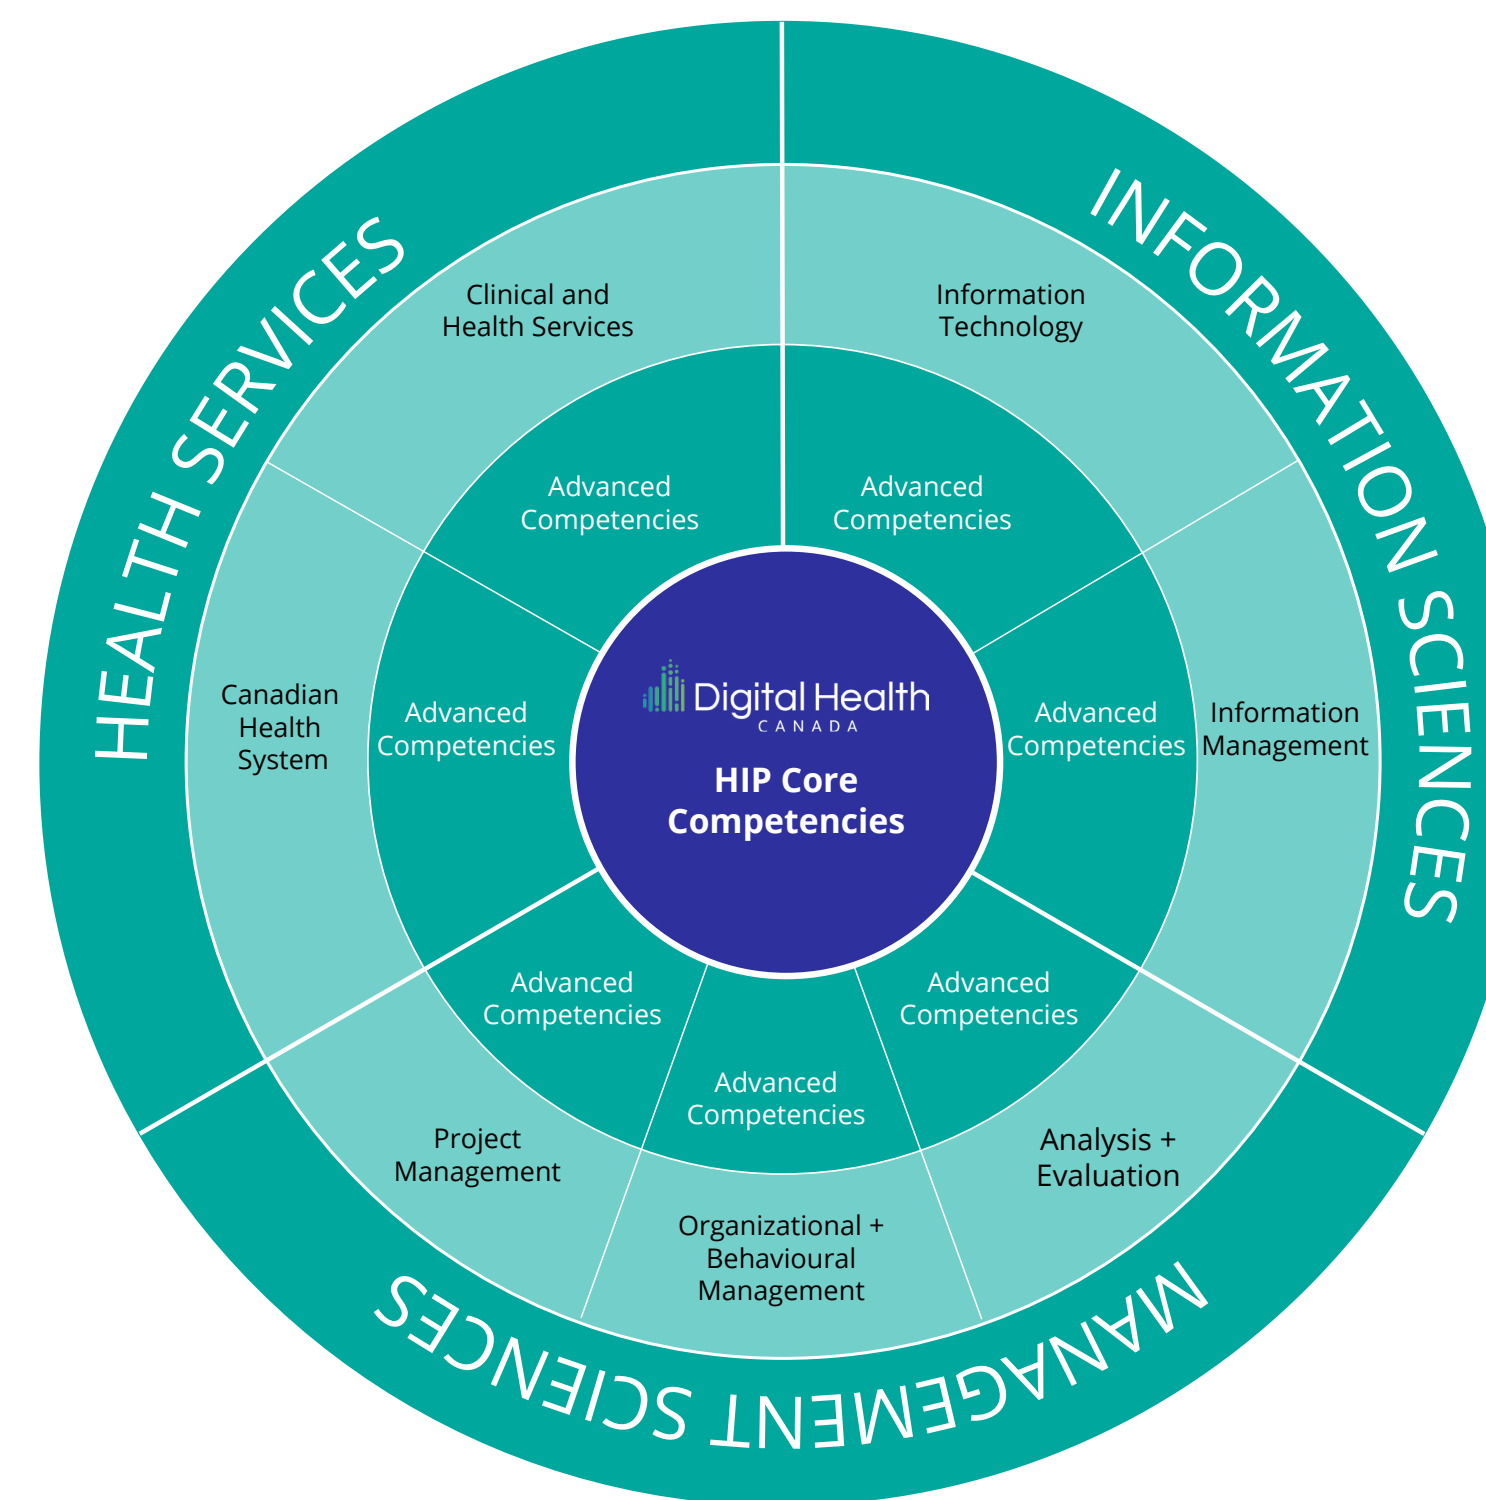 HEALTH SERVICES
INFORMATION SCIENCES
Clinical and
Health Services
Information
Technology
Advanced
Competencies
Advanced
Competencies
Canadian
Health
System
Advanced
Competencies
Digital Health
CANADA
HIP Core
Competencies
Advanced
Competencies
Information
Management
Advanced
Competencies
Advanced
Competencies
Advanced
Competencies
Project
Management
Organizational +
Behavioural
Management
Analysis +
Evaluation
MANAGEMENT SCIENCES